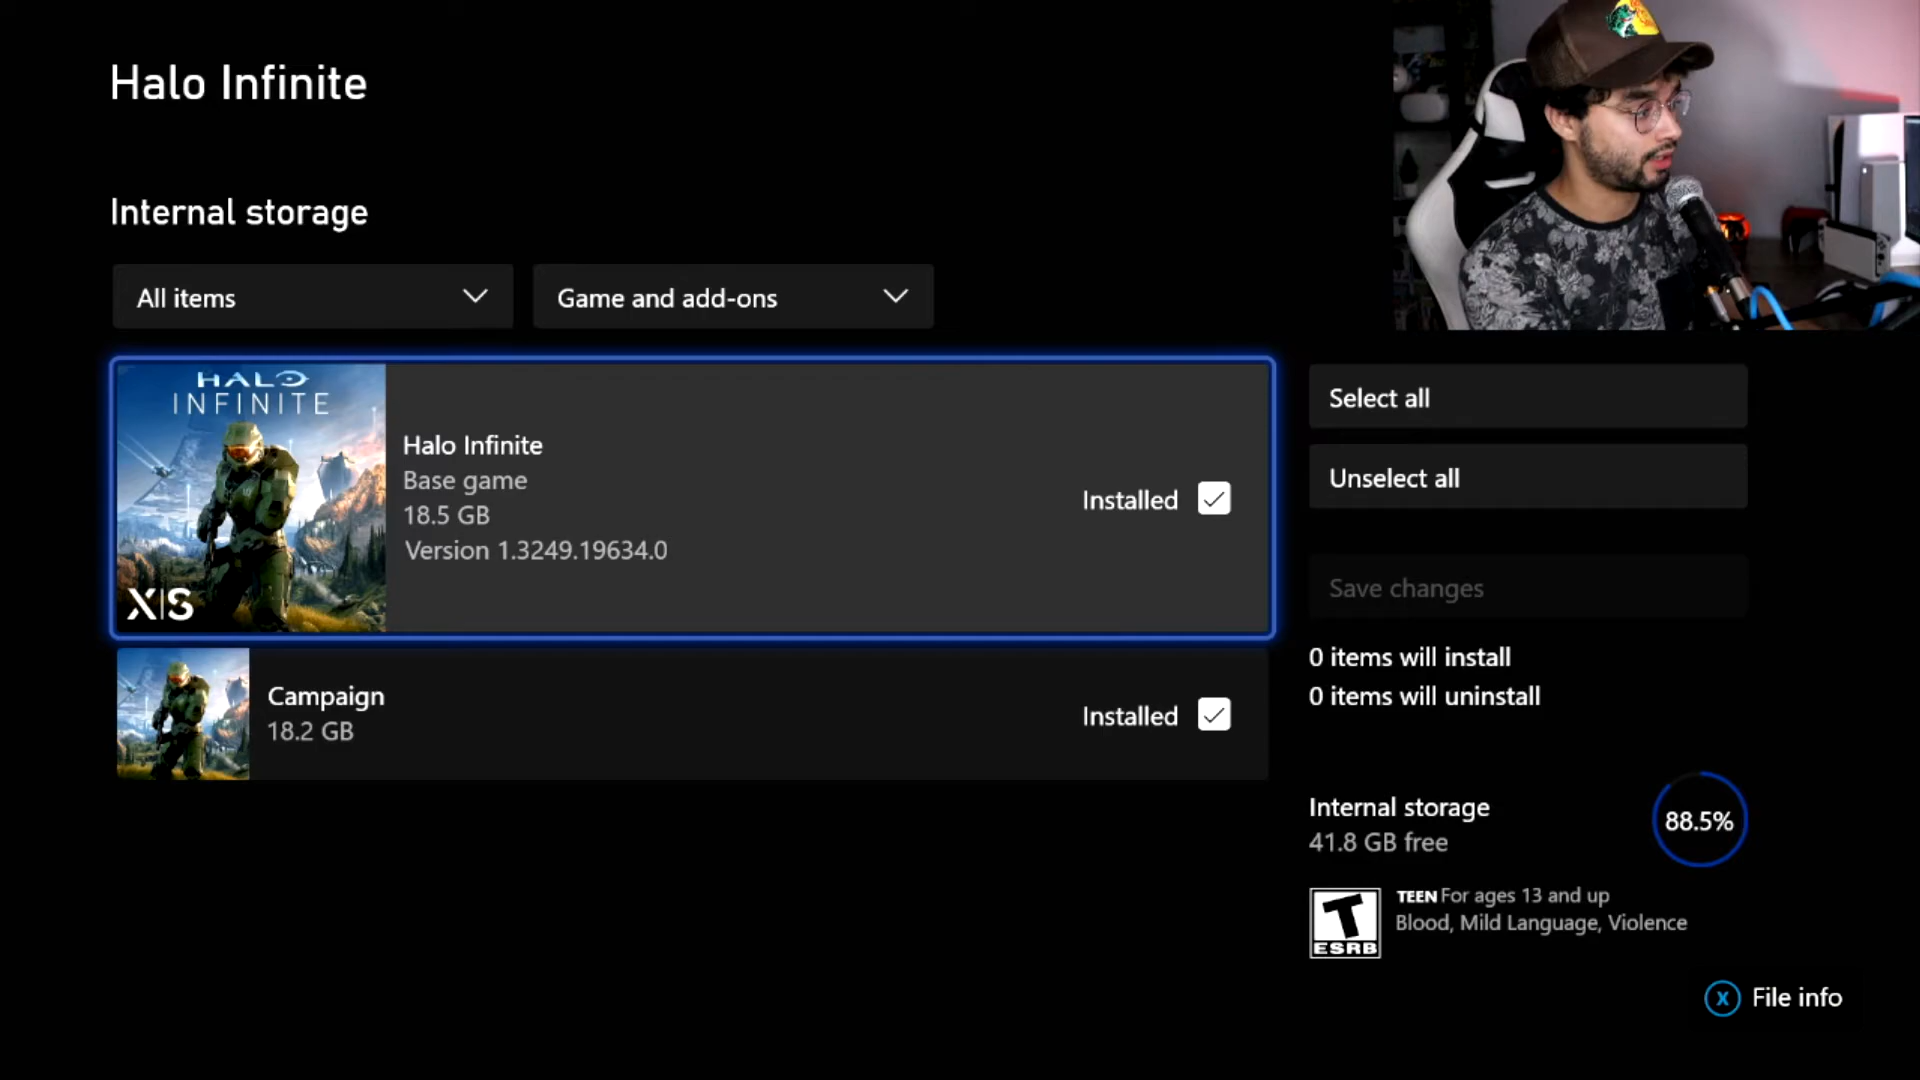 Halo Infinite
Internal storage
All items
Game and add-ons
HALO
INFINITE
X|S
Halo Infinite
Base game
18.5 GB
Version 1.3249.19634.0
Installed
Campaign
18.2 GB
Installed
Select all
Unselect all
Save changes
0 items will install
0 items will uninstall
Internal storage
41.8 GB free
88.5%
T
ESRB
TEEN For ages 13 and up
Blood, Mild Language, Violence
X File info